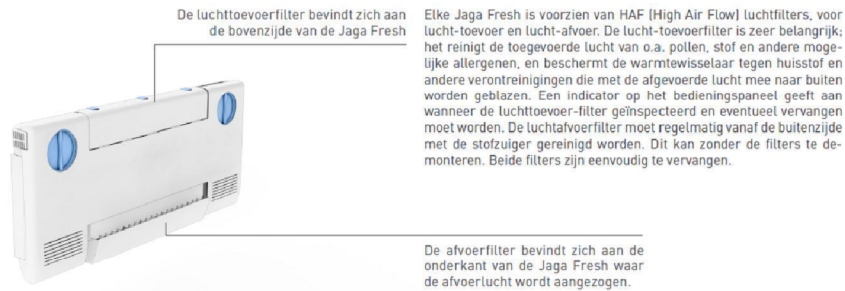 De luchttoevoerfilter bevindt zich aan
de bovenzijde van de Jaga Fresh
Elke Jaga Fresh is voorzien van HAF (High Air Flow) luchtfilters, voor
lucht-toevoer en lucht-afvoer. De lucht-toevoerfilter is zeer belangrijk;
het reinigt de toegevoerde lucht van o.a. pollen, stof en andere moge-
lijke allergenen, en beschermt de warmtewisselaar tegen huisstof en
andere verontreinigingen die met de afgevoerde lucht mee naar buiten
worden geblazen. Een indicator op het bedieningspaneel geeft aan
wanneer de luchttoevoer-filter geïnspecteerd en eventueel vervangen
moet worden. De luchtafvoerfilter moet regelmatig vanaf de buitenzijde
met de stofzuiger gereinigd worden. Dit kan zonder de filters te de-
monteren. Beide filters zijn eenvoudig te vervangen.
De afvoerfilter bevindt zich aan de
onderkant van de Jaga Fresh waar
de afvoerlucht wordt aangezogen.